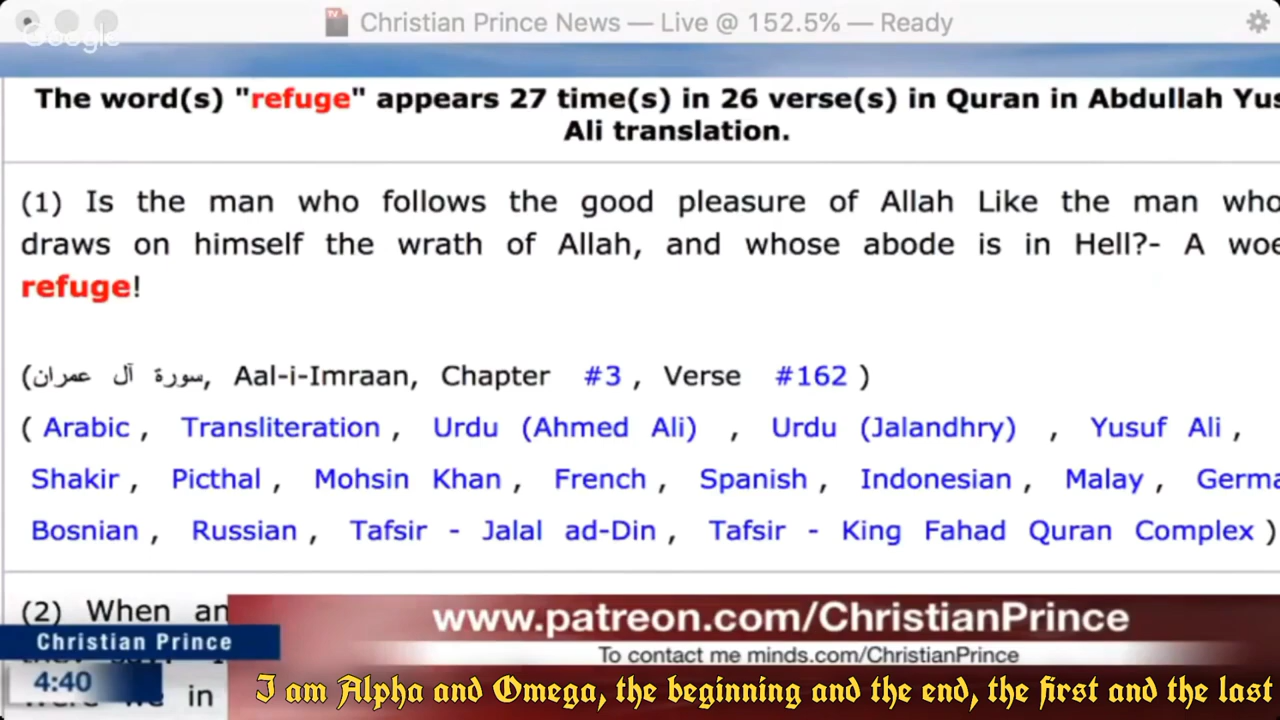 Christian Prince News — Live @ 152.5% — Ready
Google
The word(s) "refuge" appears 27 time(s) in 26 verse(s) in Quran in Abdullah Yus
Ali translation.
(1) Is the man who follows the good pleasure of Allah Like the man who
draws on himself the wrath of Allah, and whose abode is in Hell?- A woe
refuge!
(سورة آل عمران, Aal-i-Imraan, Chapter #3 , Verse #162 )
( Arabic , Transliteration , Urdu (Ahmed Ali) , Urdu (Jalandhry) , Yusuf Ali ,
Shakir , Picthal , Mohsin Khan , French , Spanish , Indonesian , Malay , Germa
Bosnian , Russian , Tafsir - Jalal ad-Din , Tafsir - King Fahad Quran Complex )
(2) When an
www.patreon.com/ChristianPrince
Christian Prince
To contact me minds.com/ChristianPrince
4:40
in
I am Alpha and Omega, the beginning and the end, the first and the last